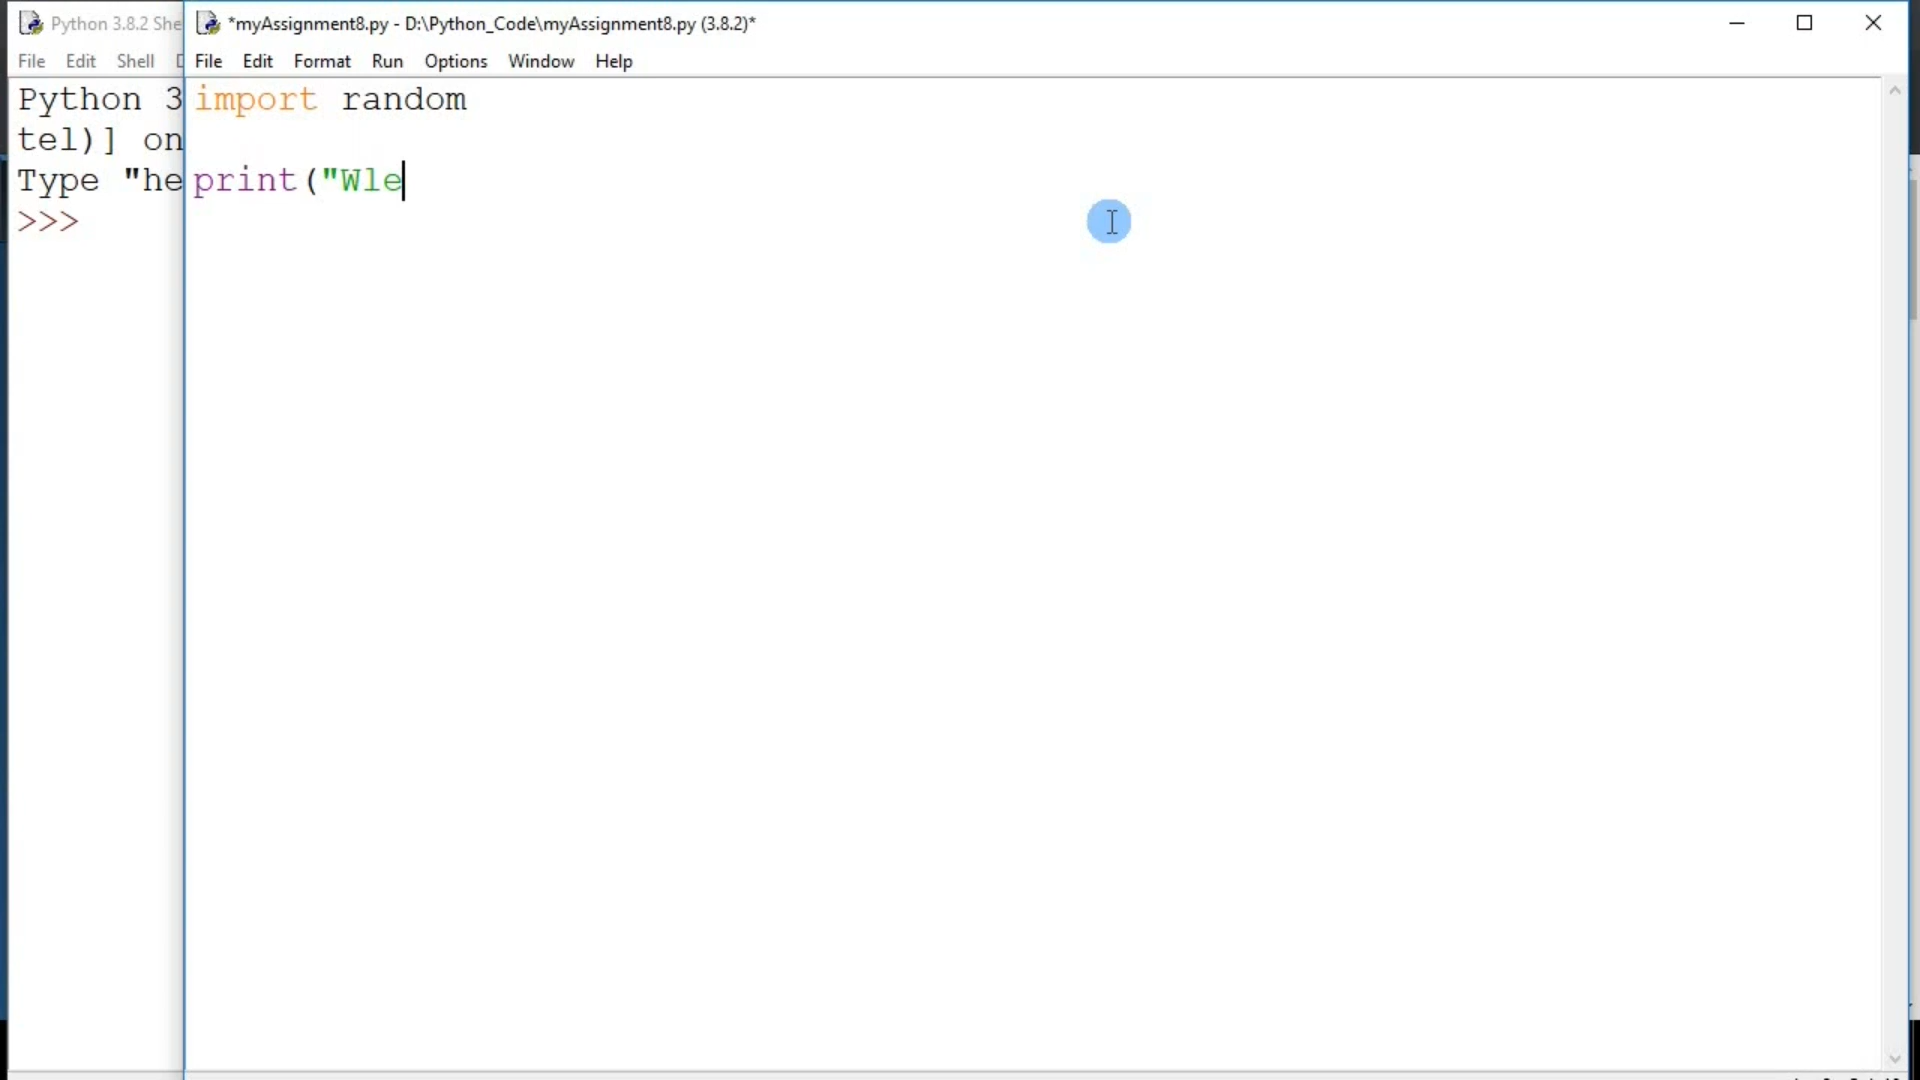 Python 3.8.2 She
File Edit Shell
Python 3
tel)] on
Type "he
>>>
*myAssignment8.py - D:\Python_Code\myAssignment8.py (3.8.2)*
File Edit Format Run Options Window Help
import random
print("Wle